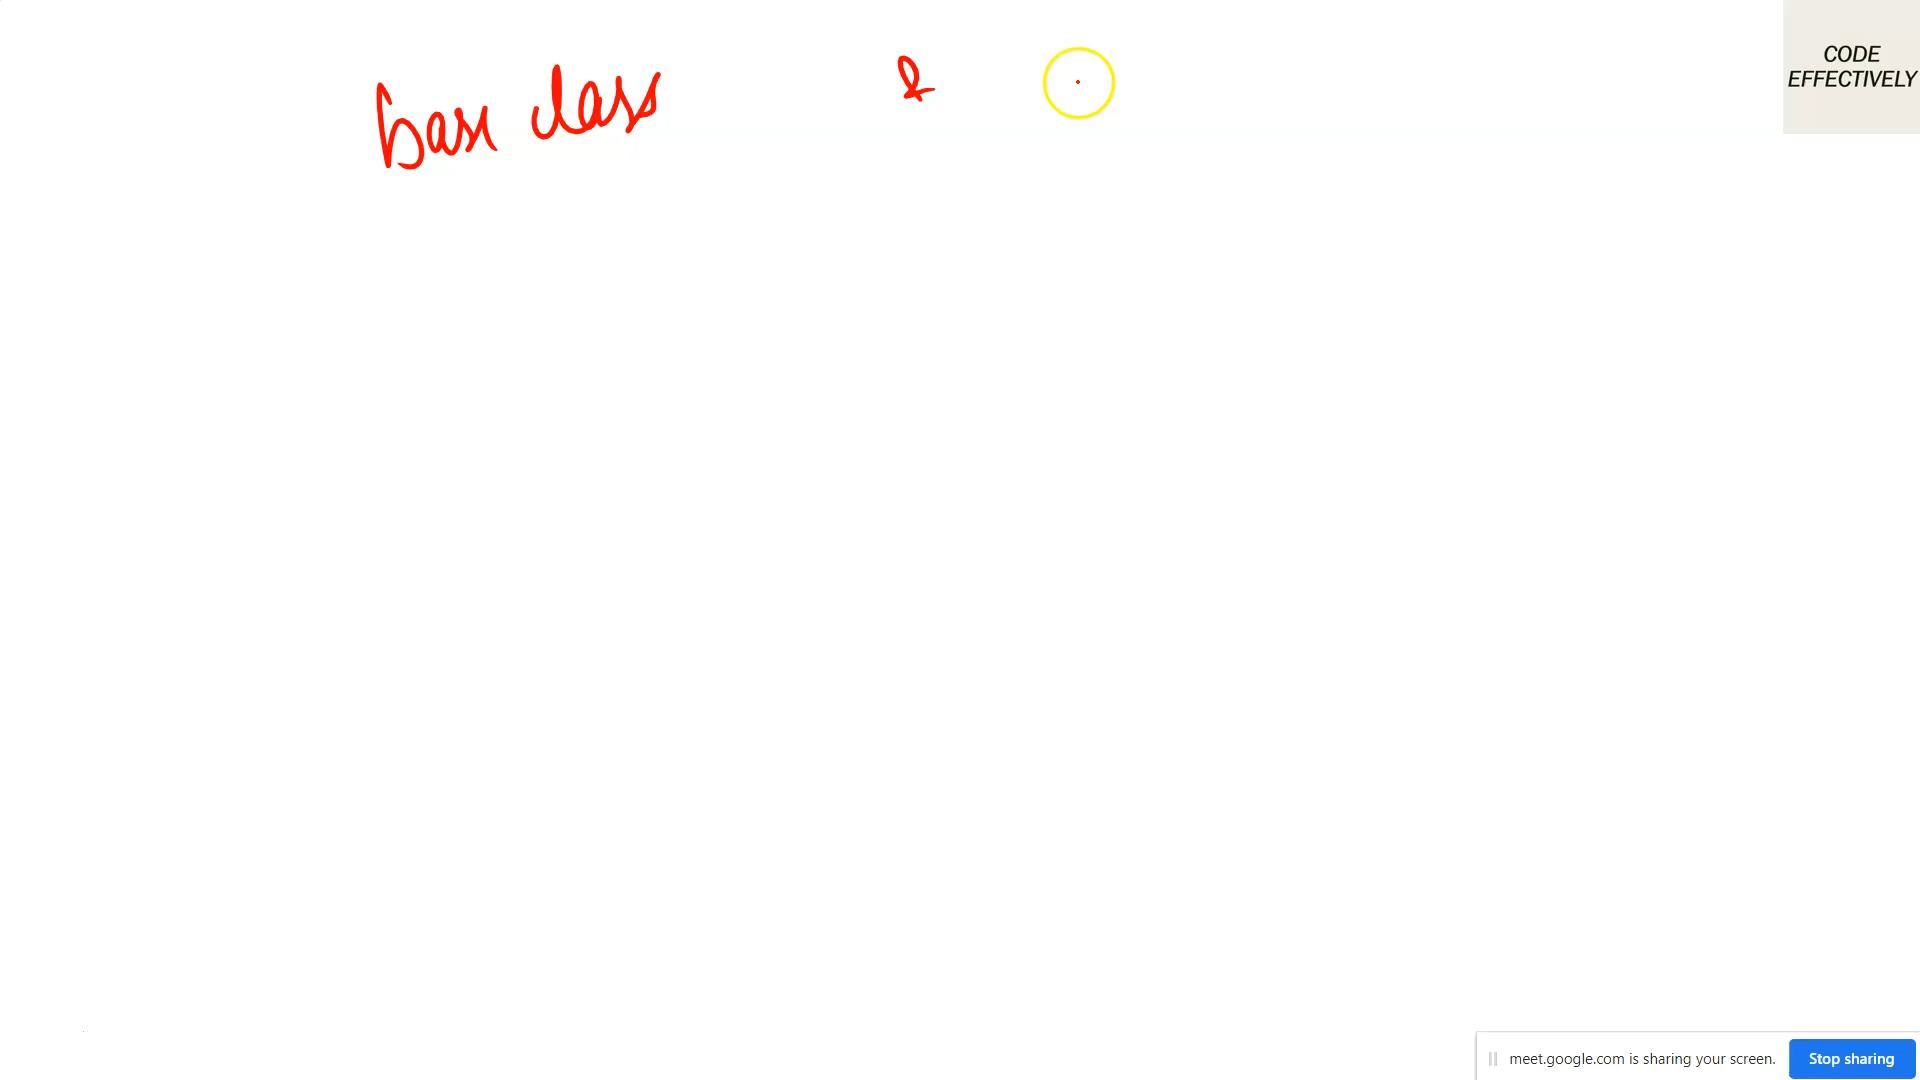 base class &
CODE
EFFECTIVELY
meet.google.com is sharing your screen. Stop sharing